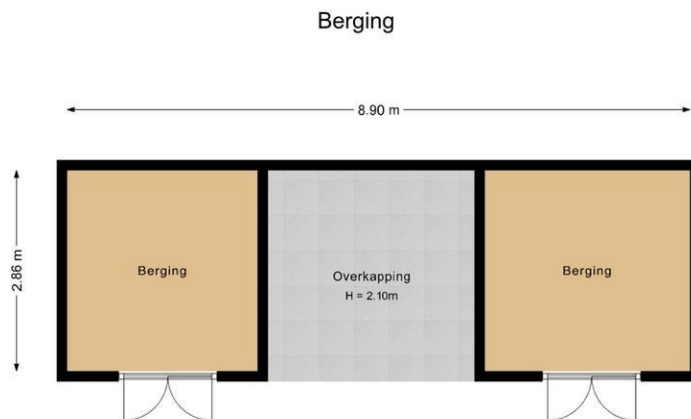 Berging
8.90 m
2.86 m
Berging
Overkapping
H = 2.10m
Berging